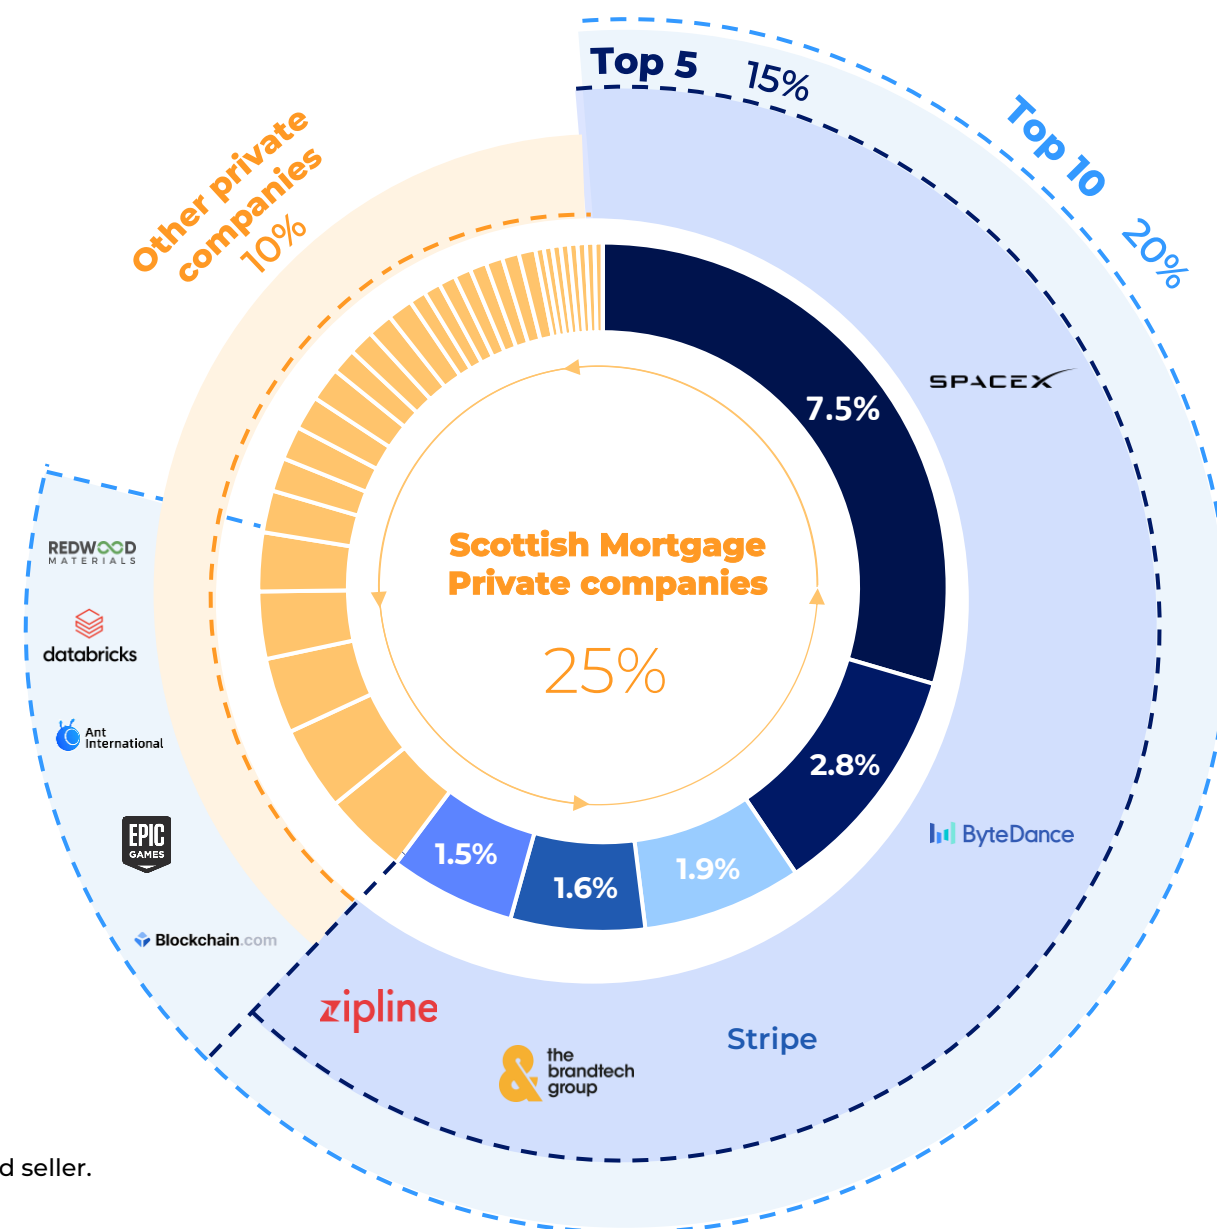 Top 5 15%
Top 10 20%
Other private
companies
10%
SPACEX
7.5%
Scottish Mortgage
Private companies
25%
REDWOOD
MATERIALS
databricks
Ant
International
EPIC
GAMES
Blockchain.com
2.8%
ByteDance
1.9%
1.6%
1.5%
zipline
Stripe
&
the
brandtech
group
d seller.